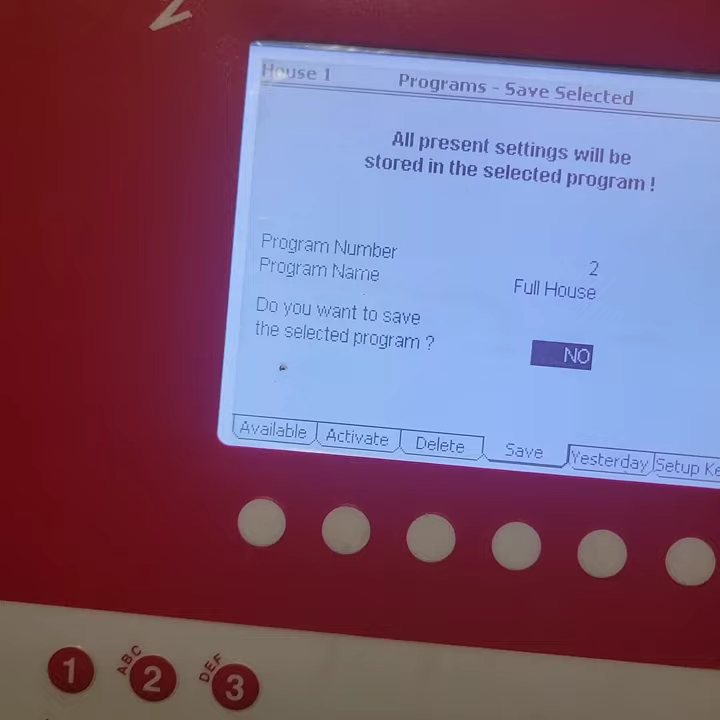 House 1
Programs - Save Selected
All present settings will be
stored in the selected program !
Program Number 2
Program Name Full House
Do you want to save
the selected program ? NO
Available Activate Delete Save Yesterday Setup Ke
1 ABC 2 DEF 3